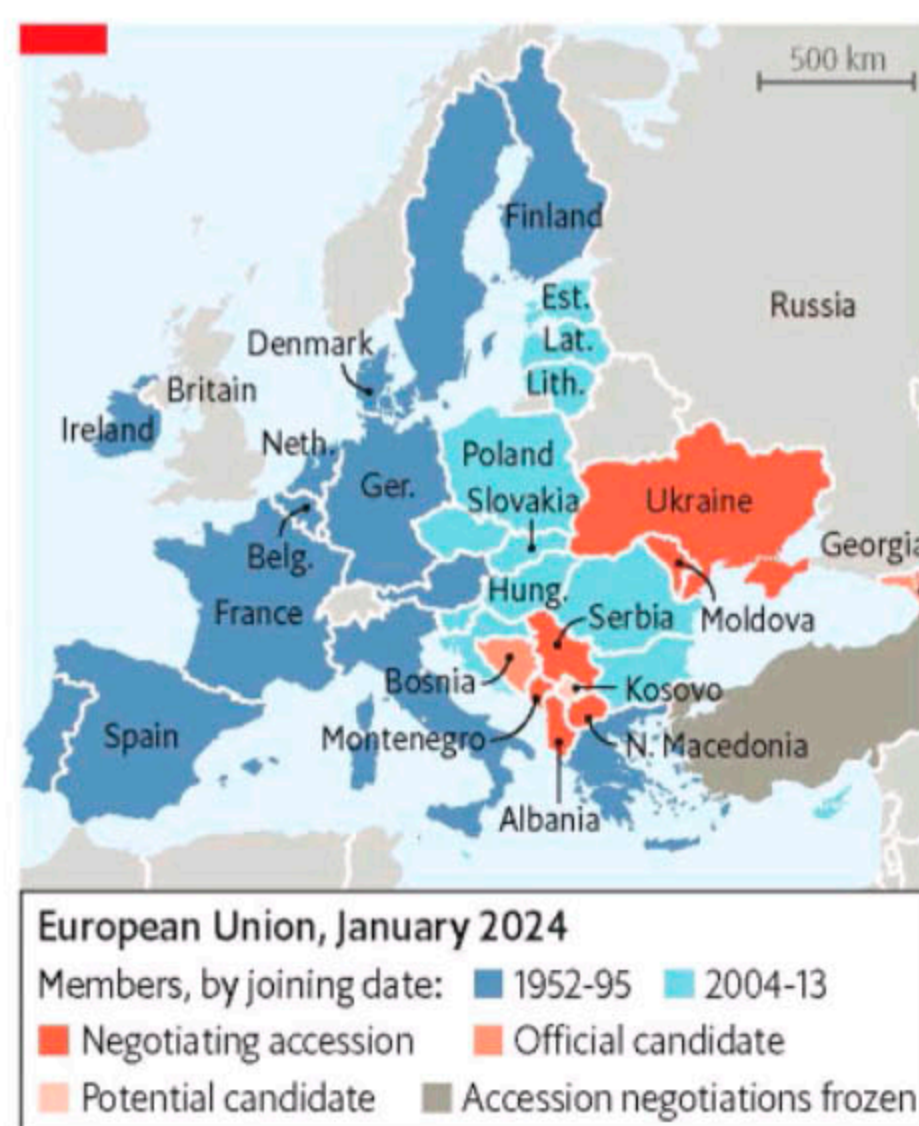 500 km
Finland
Est.
Russia
Lat.
Denmark
Lith.
Britain
Ireland
Neth.
Poland
Ger.
Slovakia
Ukraine
Belg.
Georgia
Hung.
France
Serbia
Moldova
Bosnia
Kosovo
Spain
Montenegro
N. Macedonia
Albania
European Union, January 2024
Members, by joining date: 1952-95 2004-13
Negotiating accession Official candidate
Potential candidate Accession negotiations frozen